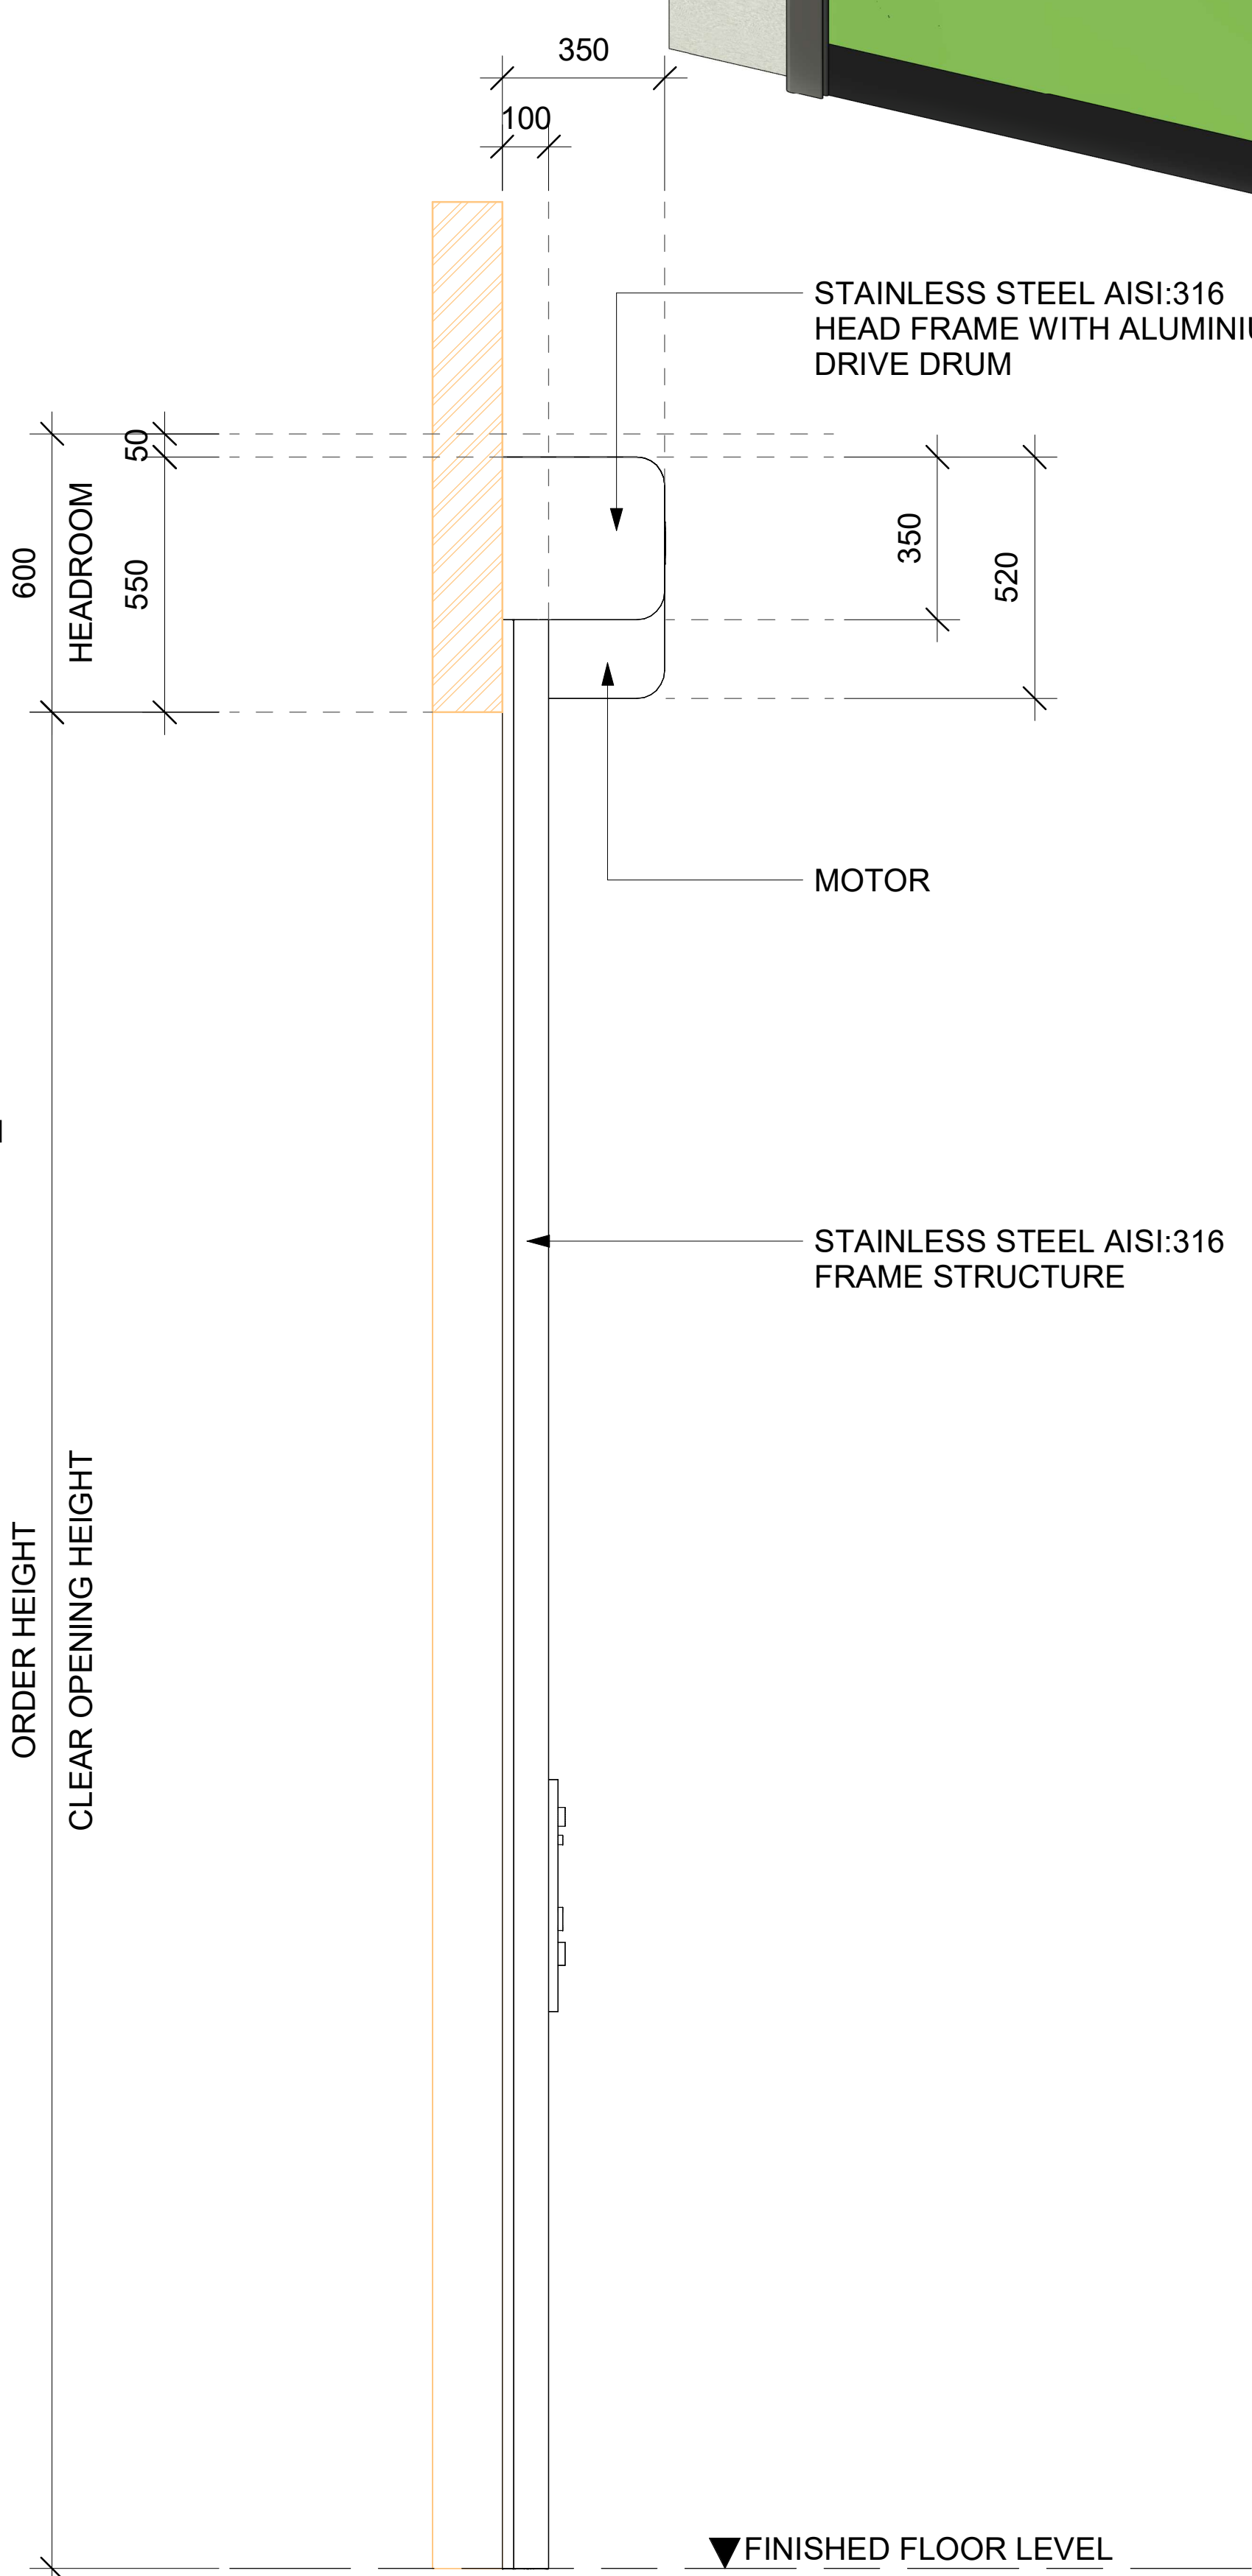 350
100
STAINLESS STEEL AISI:316
HEAD FRAME WITH ALUMINIU
DRIVE DRUM
50
600
HEADROOM
550
350
520
MOTOR
STAINLESS STEEL AISI:316
FRAME STRUCTURE
ORDER HEIGHT
CLEAR OPENING HEIGHT
FINISHED FLOOR LEVEL